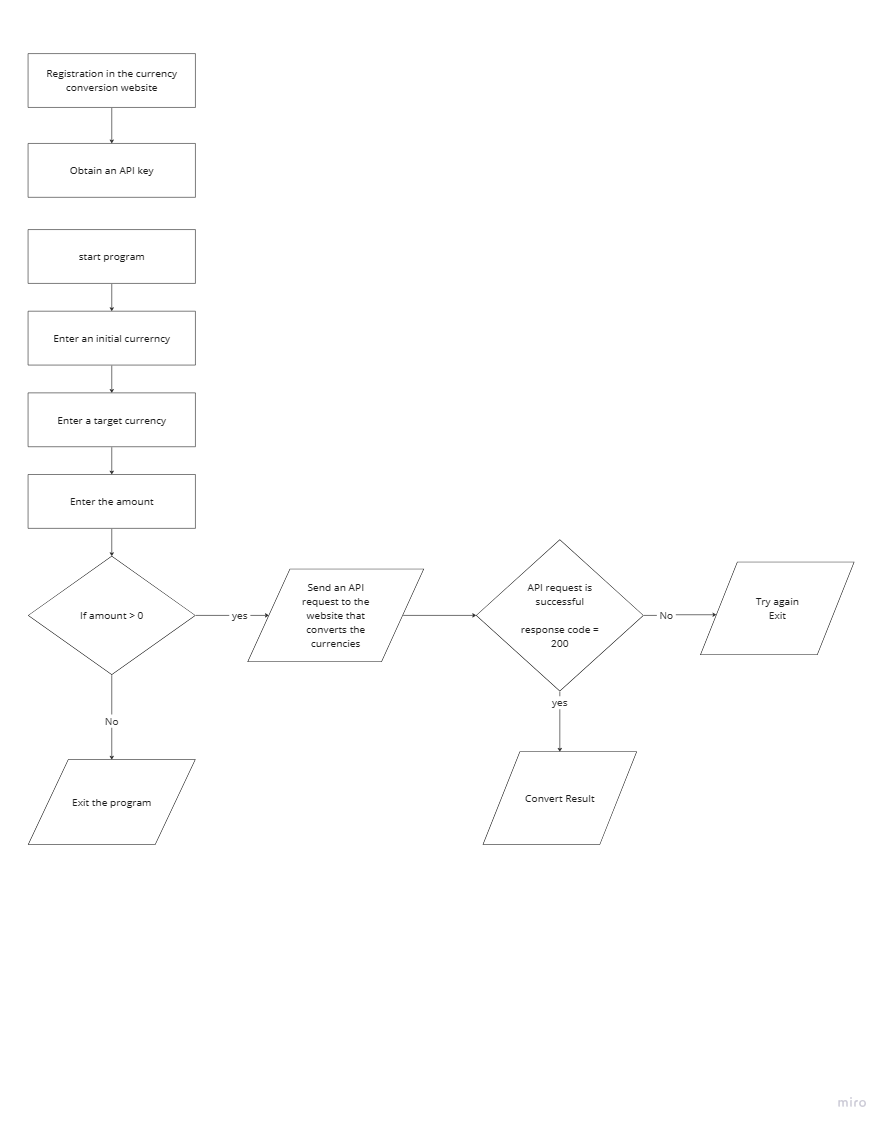 Registration in the currency
conversion website
Obtain an API key
start program
Enter an initial currerncy
Enter a target currency
Enter the amount
If amount > 0
yes
Send an API
request to the
website that
converts the
currencies
API request is
successful
response code =
200
No
Try again
Exit
yes
No
Exit the program
Convert Result
miro